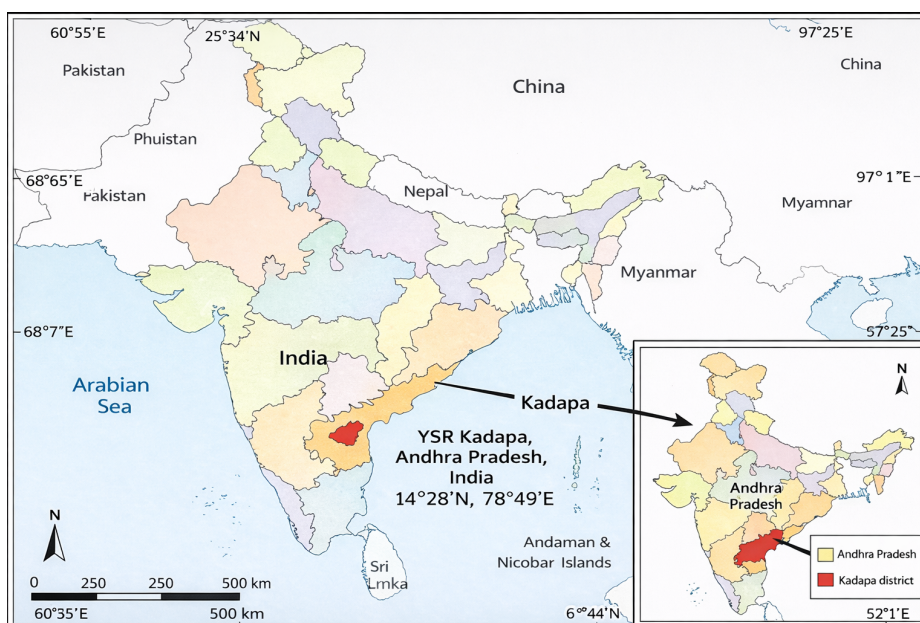 60°55'E
25°34'N
97°25'E
Pakistan
China
China
Phuistan
68°65'E
Pakistan
Nepal
97°1"E
Myamnar
Myanmar
68°7'E
India
57°25'E
Arabian
Sea
Kadapa
YSR Kadapa,
Andhra Pradesh,
India
14°28'N, 78°49'E
N
Andhra
Pradesh
N
Andaman &
Nicobar Islands
Sri
Lmka
Andhra Pradesh
Kadapa district
0 250 250 500 km
60°35'E
500 km
6°44'N
52°1'E